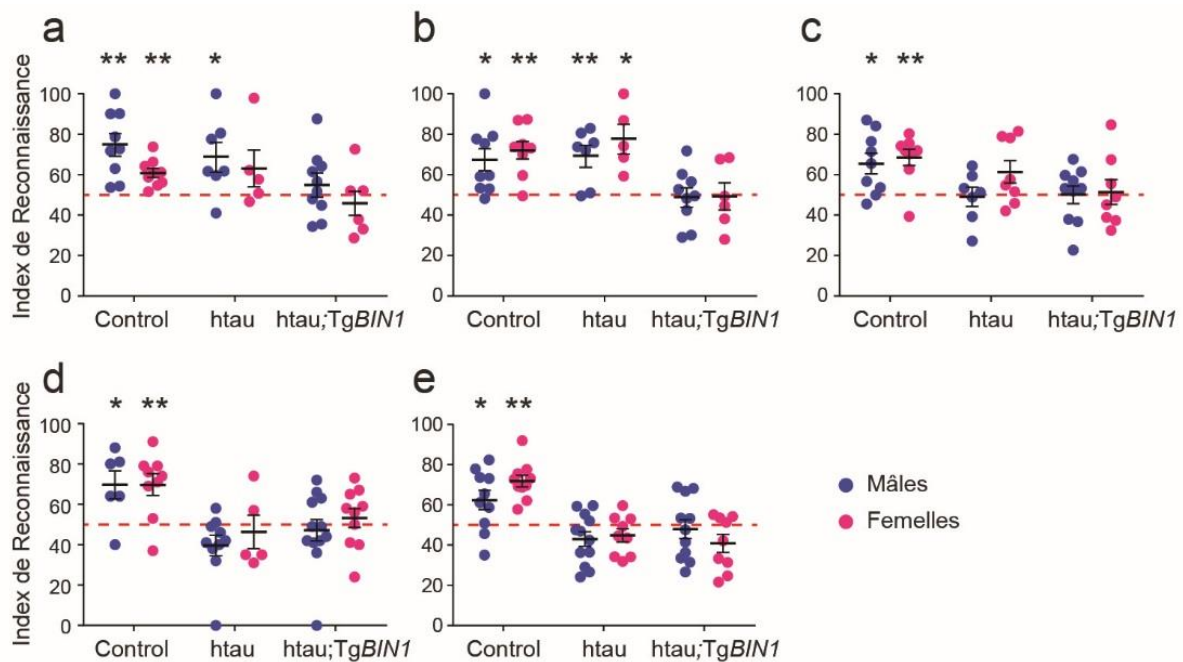 a
b
c
** ** *
* ** ** *
* **
Index de Reconnaissance
100
80
60
40
20
0
100
80
60
40
20
0
100
80
60
40
20
0
Control htau htau;TgBIN1
Control htau htau;TgBIN1
Control htau htau;TgBIN1
d
e
* **
* **
Index de Reconnaissance
100
80
60
40
20
0
100
80
60
40
20
0
Mâles
Femelles
Control htau htau;TgBIN1
Control htau htau;TgBIN1